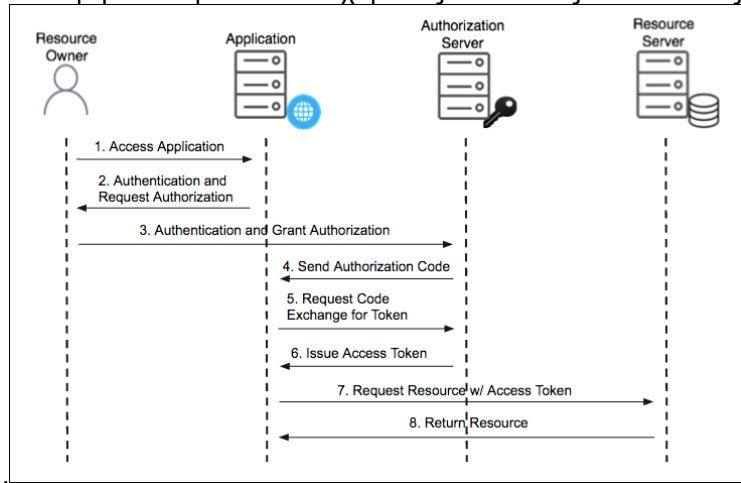 Resource
Owner
Application
Authorization
Server
Resource
Server
1. Access Application
2. Authentication and
Request Authorization
3. Authentication and Grant Authorization
4. Send Authorization Code
5. Request Code
Exchange for Token
6. Issue Access Token
7. Request Resource w/ Access Token
8. Return Resource